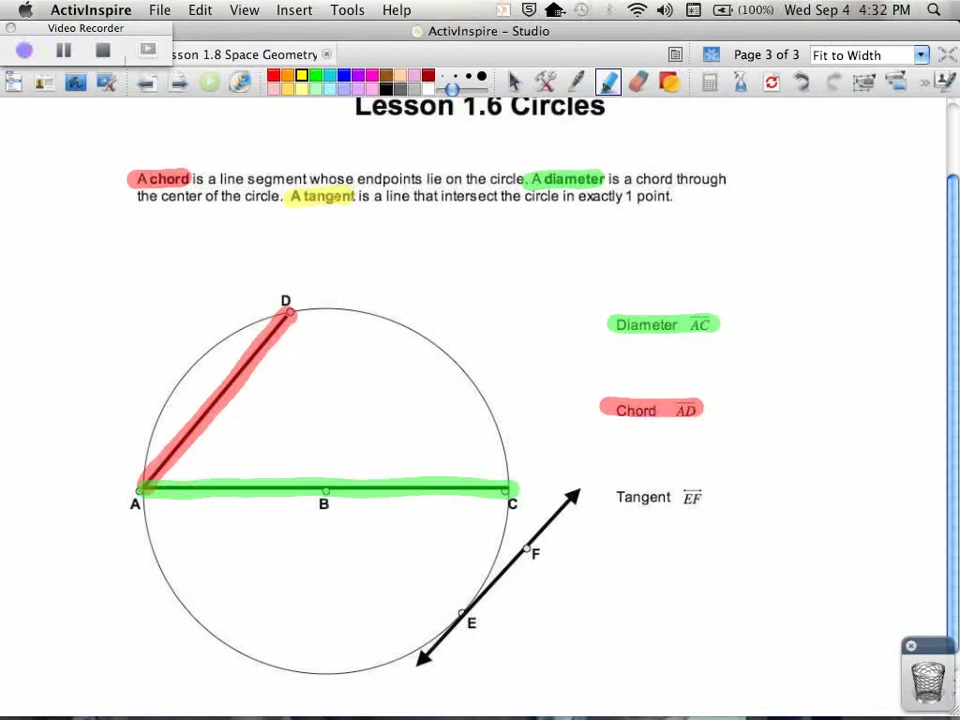 ActivInspire File Edit View Insert Tools Help (100%) Wed Sep 4 4:32 PM
Video Recorder
ActivInspire - Studio
sson 1.8 Space Geometry
Page 3 of 3 Fit to Width
Lesson 1.6 Circles
A chord is a line segment whose endpoints lie on the circle. A diameter is a chord through
the center of the circle. A tangent is a line that intersect the circle in exactly 1 point.
D
Diameter AC
Chord AD
A B C
Tangent EF
F
E